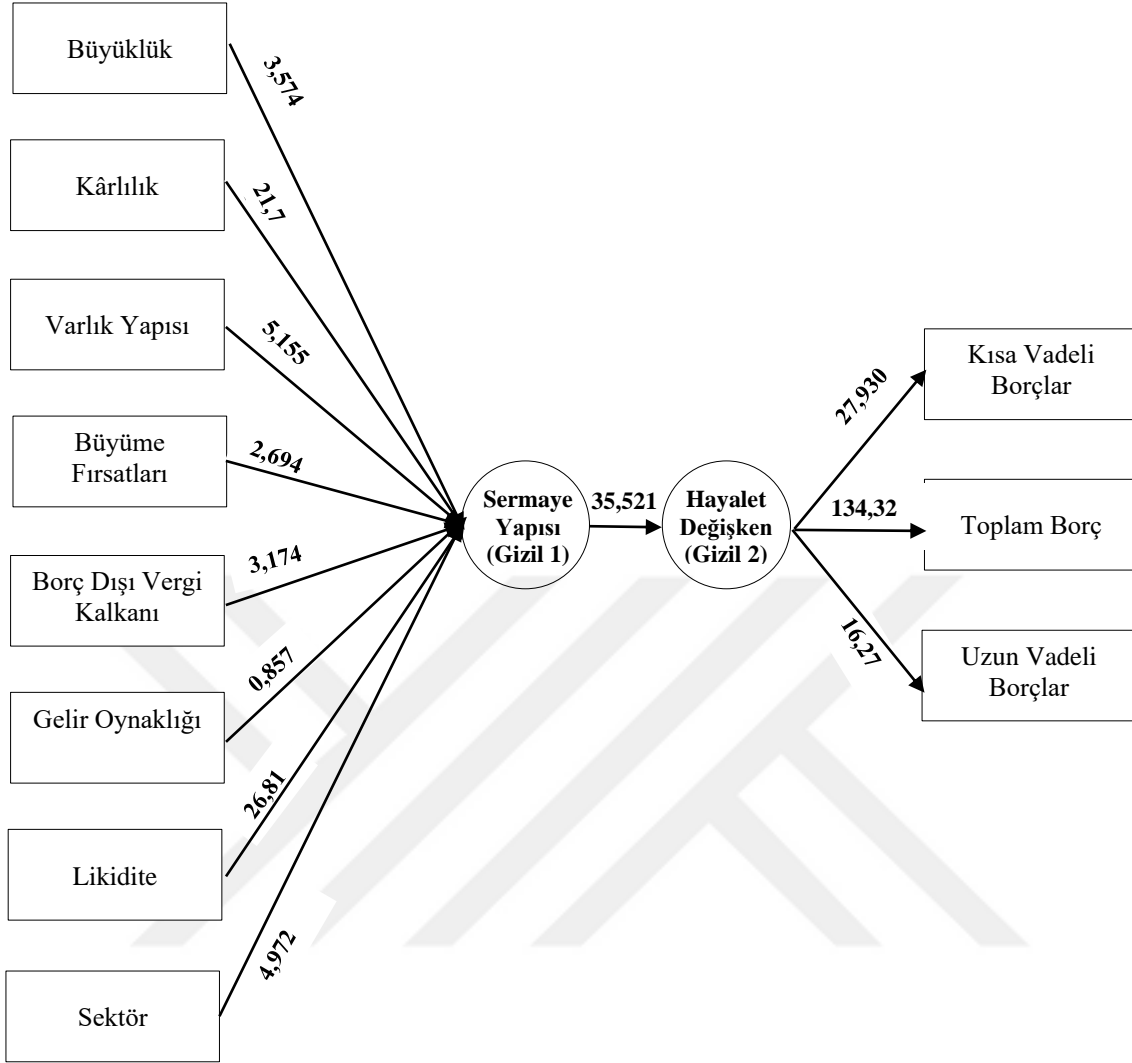 Büyüklük
3,574
Kârlılık
21,7
Varlık Yapısı
5,155
Büyüme
Fırsatları
2,694
Borç Dışı Vergi
Kalkanı
3,174
Gelir Oynaklığı
0,857
Likidite
26,81
Sektör
4,972
Sermaye
Yapısı
(Gizil 1)
35,521
Hayalet
Değişken
(Gizil 2)
27,930
Kısa Vadeli
Borçlar
134,32
Toplam Borç
16,27
Uzun Vadeli
Borçlar